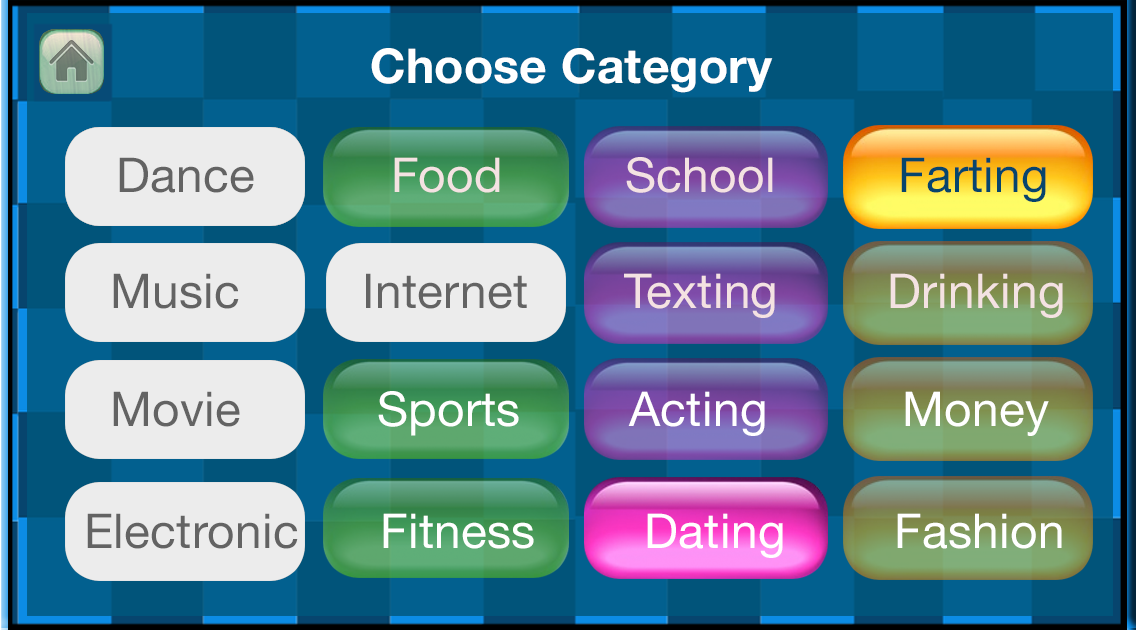 Choose Category
Dance Food School Farting
Music Internet Texting Drinking
Movie Sports Acting Money
Electronic Fitness Dating Fashion